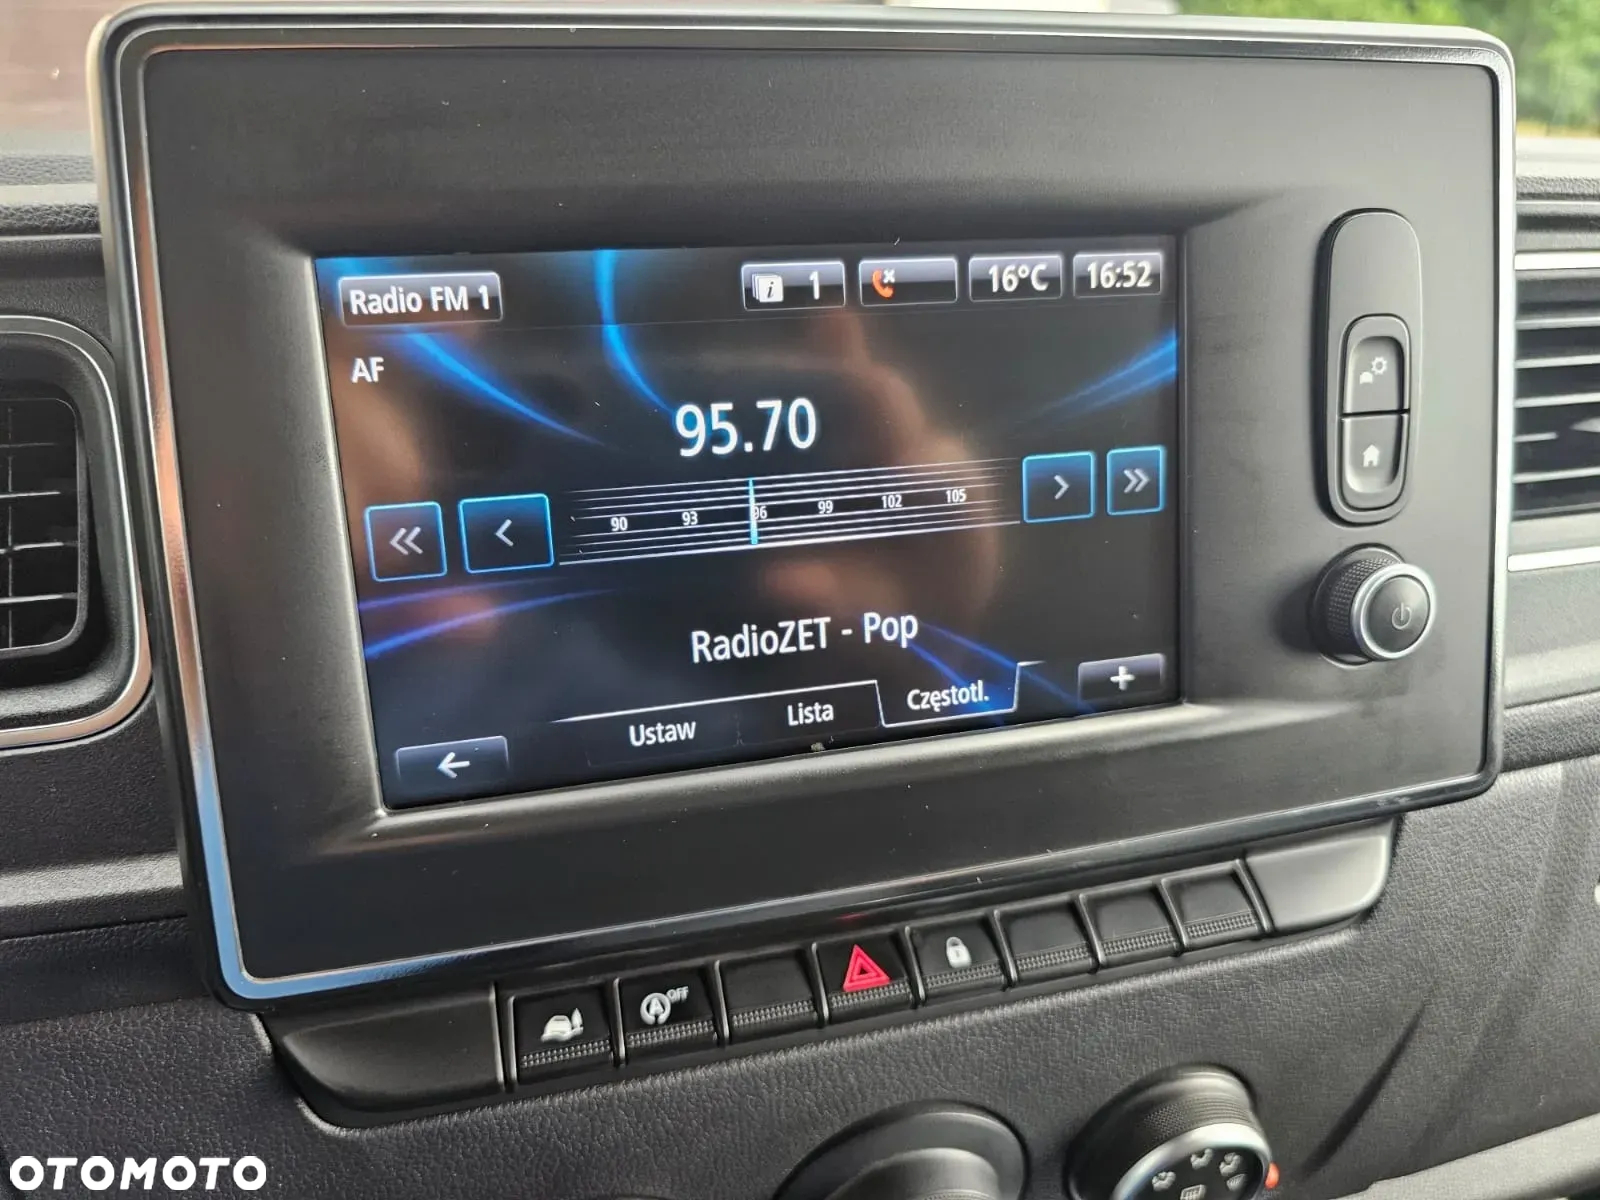 Radio FM 1
i 1
16°C
16:52
AF
95.70
90 93 96 99 102 105
RadioZET - Pop
Ustaw
Lista
Częstotl.
A OFF
OTOMOTO